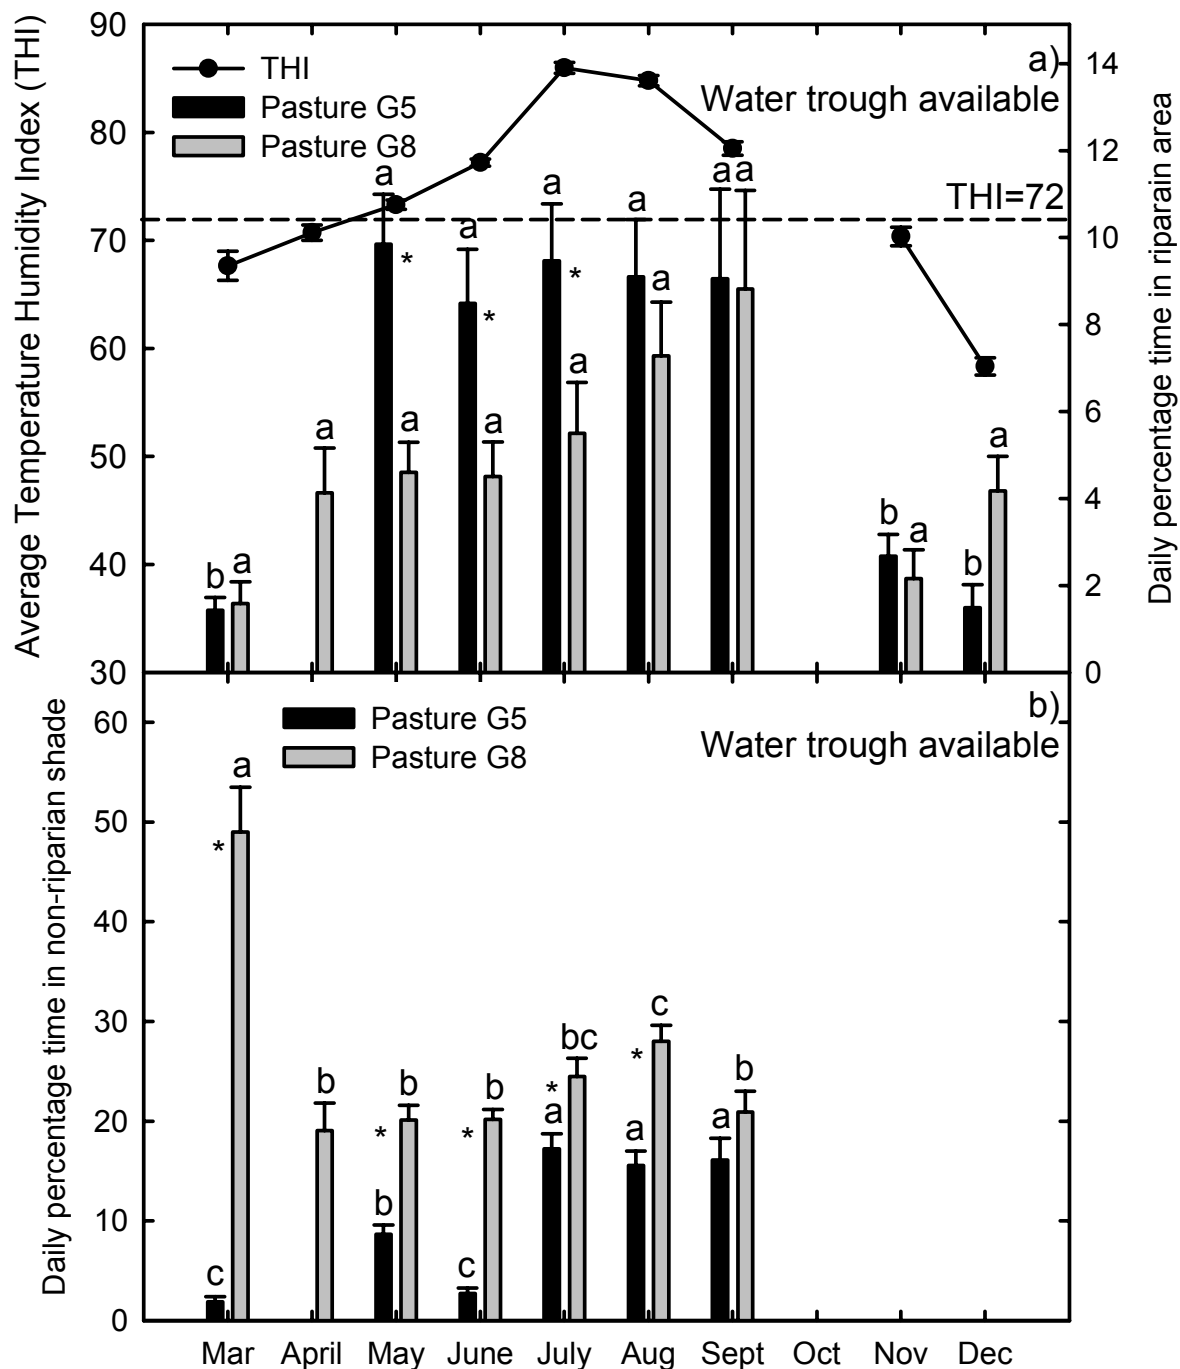 Average Temperature Humidity Index (THI)
90
80
70
60
50
40
30
THI
Pasture G5
Pasture G8
a)
Water trough available
THI=72
a
a
a
a
a
a
b
a
a
a
a
a
a
b
a
b
a
*
*
*
14
12
10
8
6
4
2
0
Daily percentage time in riparain area
Daily percentage time in non-riparian shade
60
50
40
30
20
10
0
Pasture G5
Pasture G8
b)
Water trough available
a
*
c
b
*
b
b
*
b
c
*
a
bc
*
a
c
a
b
Mar April May June July Aug Sept Oct Nov Dec